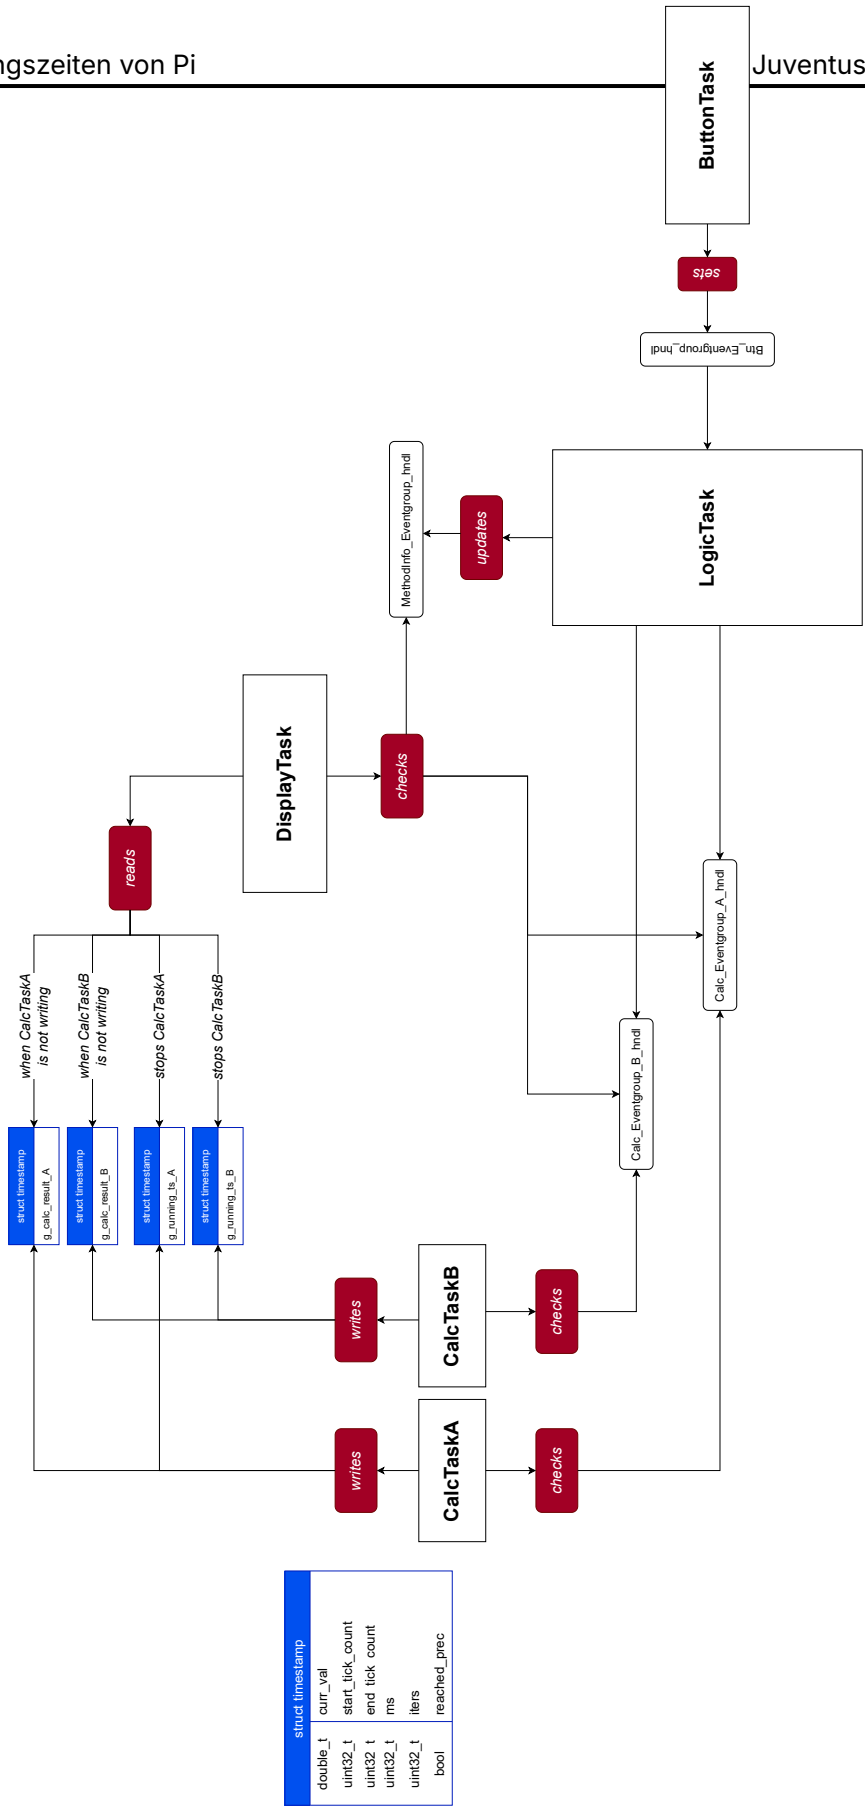 ngszeiten von Pi
Juventus
ButtonTask
sets
Btn_Eventgroup_hndl
LogicTask
updates
MethodInfo_Eventgroup_hndl
DisplayTask
checks
reads
when CalcTaskA
is not writing
when CalcTaskB
is not writing
stops CalcTaskA
stops CalcTaskB
struct timestamp
g_calc_result_A
struct timestamp
g_calc_result_B
struct timestamp
g_running_ts_A
struct timestamp
g_running_ts_B
Calc_Eventgroup_A_hndl
Calc_Eventgroup_B_hndl
writes
CalcTaskB
checks
writes
CalcTaskA
checks
struct timestamp
double_t curr_val
uint32_t start_tick_count
uint32_t end_tick_count
uint32_t ms
uint32_t iters
bool reached_prec